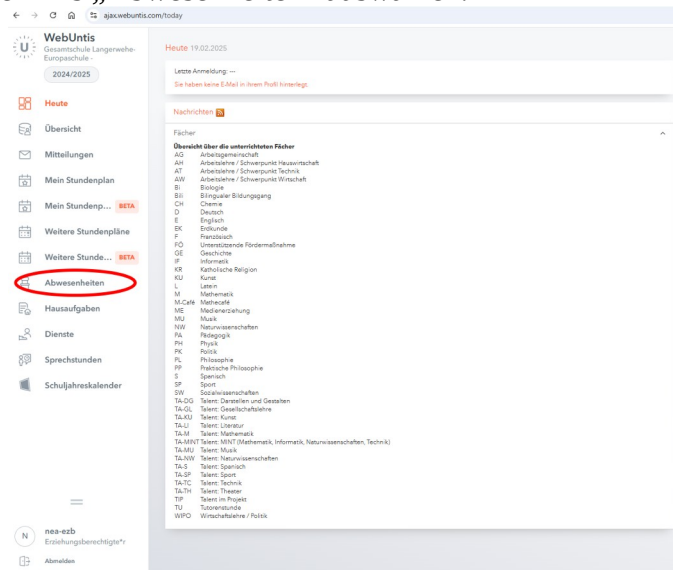 ajax.webuntis.com/today
WebUntis
Gesamtschule Langerwehe-
Europaschule -
2024/2025
Heute
Übersicht
Mitteilungen
Mein Stundenplan
Mein Stundenp... BETA
Weitere Stundenpläne
Weitere Stunde... BETA
Abwesenheiten
Hausaufgaben
Dienste
Sprechstunden
Schuljahreskalender
N
nea-ezb
Erziehungsberechtigte*r
Abmelden
Heute 19.02.2025
Letzte Anmeldung: ---
Sie haben keine E-Mail in ihrem Profil hinterlegt.
Nachrichten
Fächer
Übersicht über die unterrichteten Fächer
AG Arbeitsgemeinschaft
AH Arbeitslehre / Schwerpunkt Hauswirtschaft
AT Arbeitslehre / Schwerpunkt Technik
AW Arbeitslehre / Schwerpunkt Wirtschaft
BI Biologie
Bili Bilingualer Bildungsgang
CH Chemie
D Deutsch
E Englisch
EK Erdkunde
F Französisch
FÖ Unterstützende Fördermaßnahme
GE Geschichte
IF Informatik
KR Katholische Religion
KU Kunst
L Latein
M Mathematik
M-Café Mathecafé
ME Medienerziehung
MU Musik
NW Naturwissenschaften
PA Pädagogik
PH Physik
PK Politik
PL Philosophie
PP Praktische Philosophie
S Spanisch
SP Sport
SW Sozialwissenschaften
TA-DG Talent: Darstellen und Gestalten
TA-GL Talent: Gesellschaftslehre
TA-KU Talent: Kunst
TA-LI Talent: Literatur
TA-M Talent: Mathematik
TA-MINT Talent: MINT (Mathematik, Informatik, Naturwissenschaften, Technik)
TA-MU Talent: Musik
TA-NW Talent: Naturwissenschaften
TA-S Talent: Spanisch
TA-SP Talent: Sport
TA-TC Talent: Technik
TA-TH Talent: Theater
TIP Talent im Projekt
TU Tutorenstunde
WIPO Wirtschaftslehre / Politik